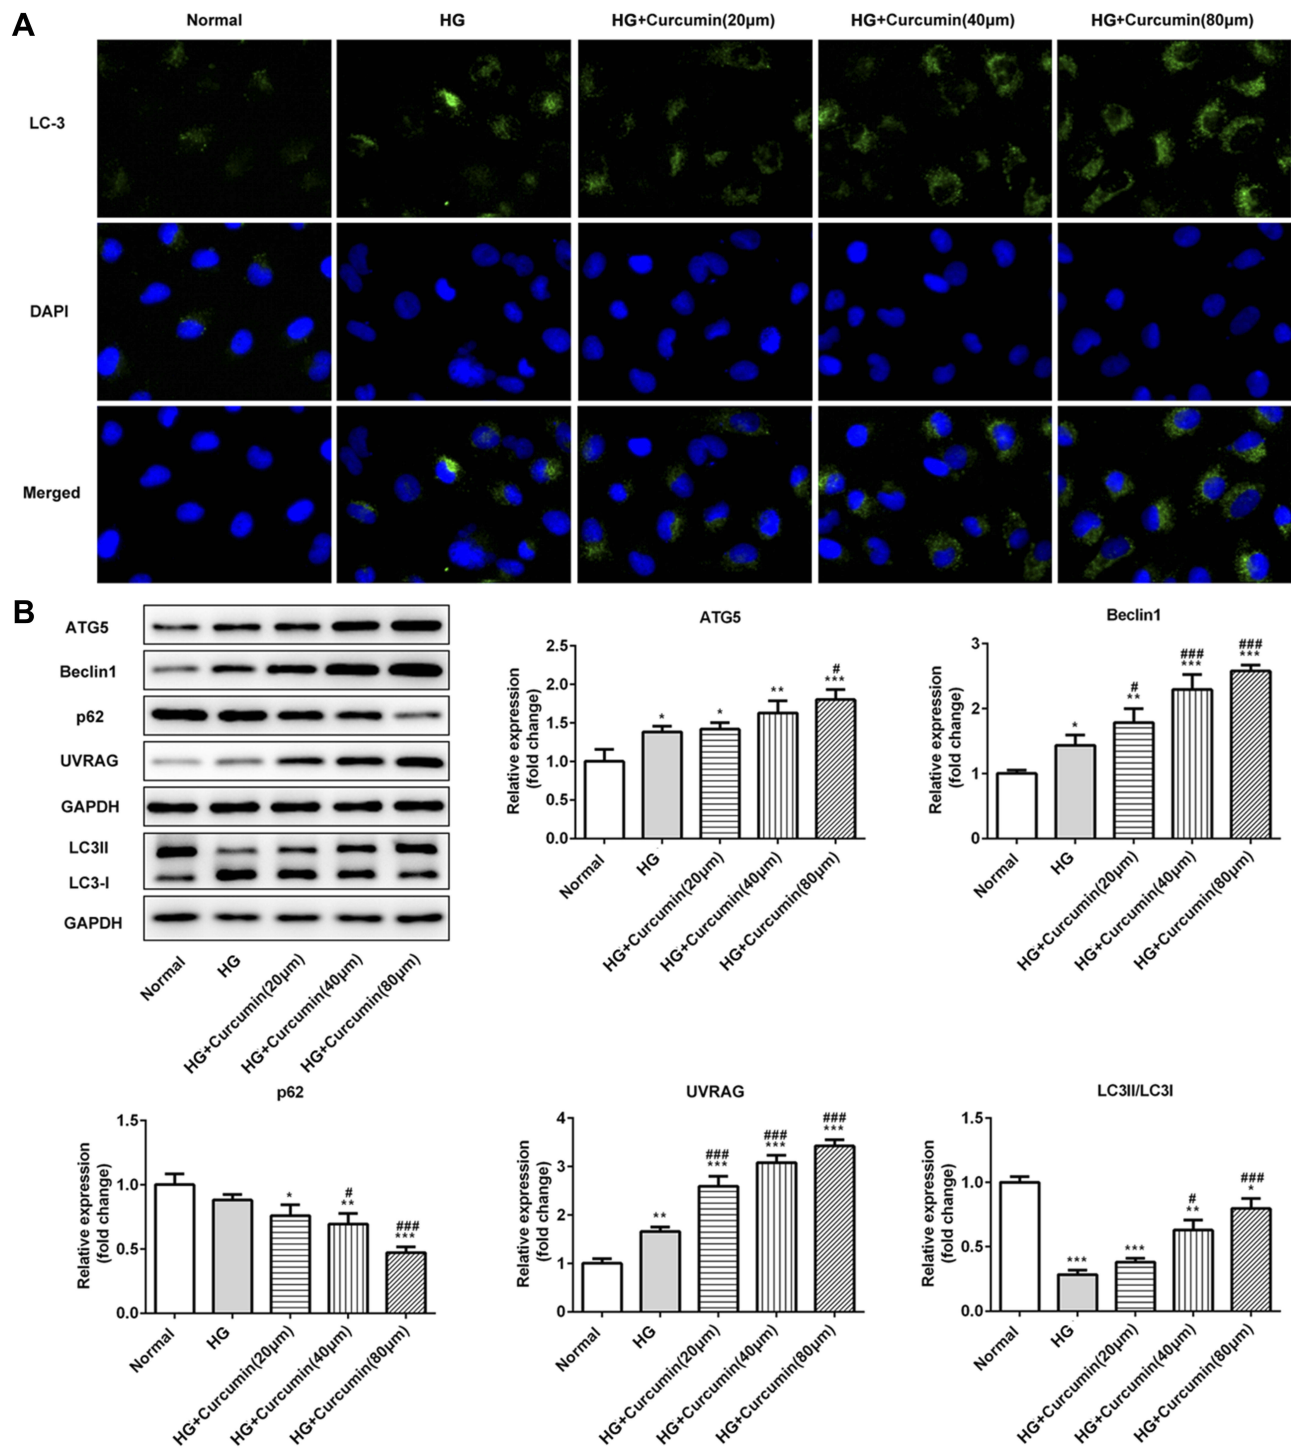 A
Normal
HG
HG+Curcumin(20μm)
HG+Curcumin(40μm)
HG+Curcumin(80μm)
LC-3
DAPI
Merged
B
ATG5
Beclin1
p62
UVRAG
GAPDH
LC3II
LC3-I
GAPDH
Normal
HG
HG+Curcumin(20μm)
HG+Curcumin(40μm)
HG+Curcumin(80μm)
ATG5
Relative expression
(fold change)
2.5
2.0
1.5
1.0
0.5
0.0
*
*
**
#
***
Normal
HG
HG+Curcumin(20μm)
HG+Curcumin(40μm)
HG+Curcumin(80μm)
Beclin1
Relative expression
(fold change)
3
2
1
0
*
#
**
###
***
###
***
Normal
HG
HG+Curcumin(20μm)
HG+Curcumin(40μm)
HG+Curcumin(80μm)
p62
Relative expression
(fold change)
1.5
1.0
0.5
0.0
*
#
**
###
***
Normal
HG
HG+Curcumin(20μm)
HG+Curcumin(40μm)
HG+Curcumin(80μm)
UVRAG
Relative expression
(fold change)
4
3
2
1
0
**
###
***
###
***
###
***
Normal
HG
HG+Curcumin(20μm)
HG+Curcumin(40μm)
HG+Curcumin(80μm)
LC3II/LC3I
Relative expression
(fold change)
1.5
1.0
0.5
0.0
***
***
#
**
###
*
Normal
HG
HG+Curcumin(20μm)
HG+Curcumin(40μm)
HG+Curcumin(80μm)